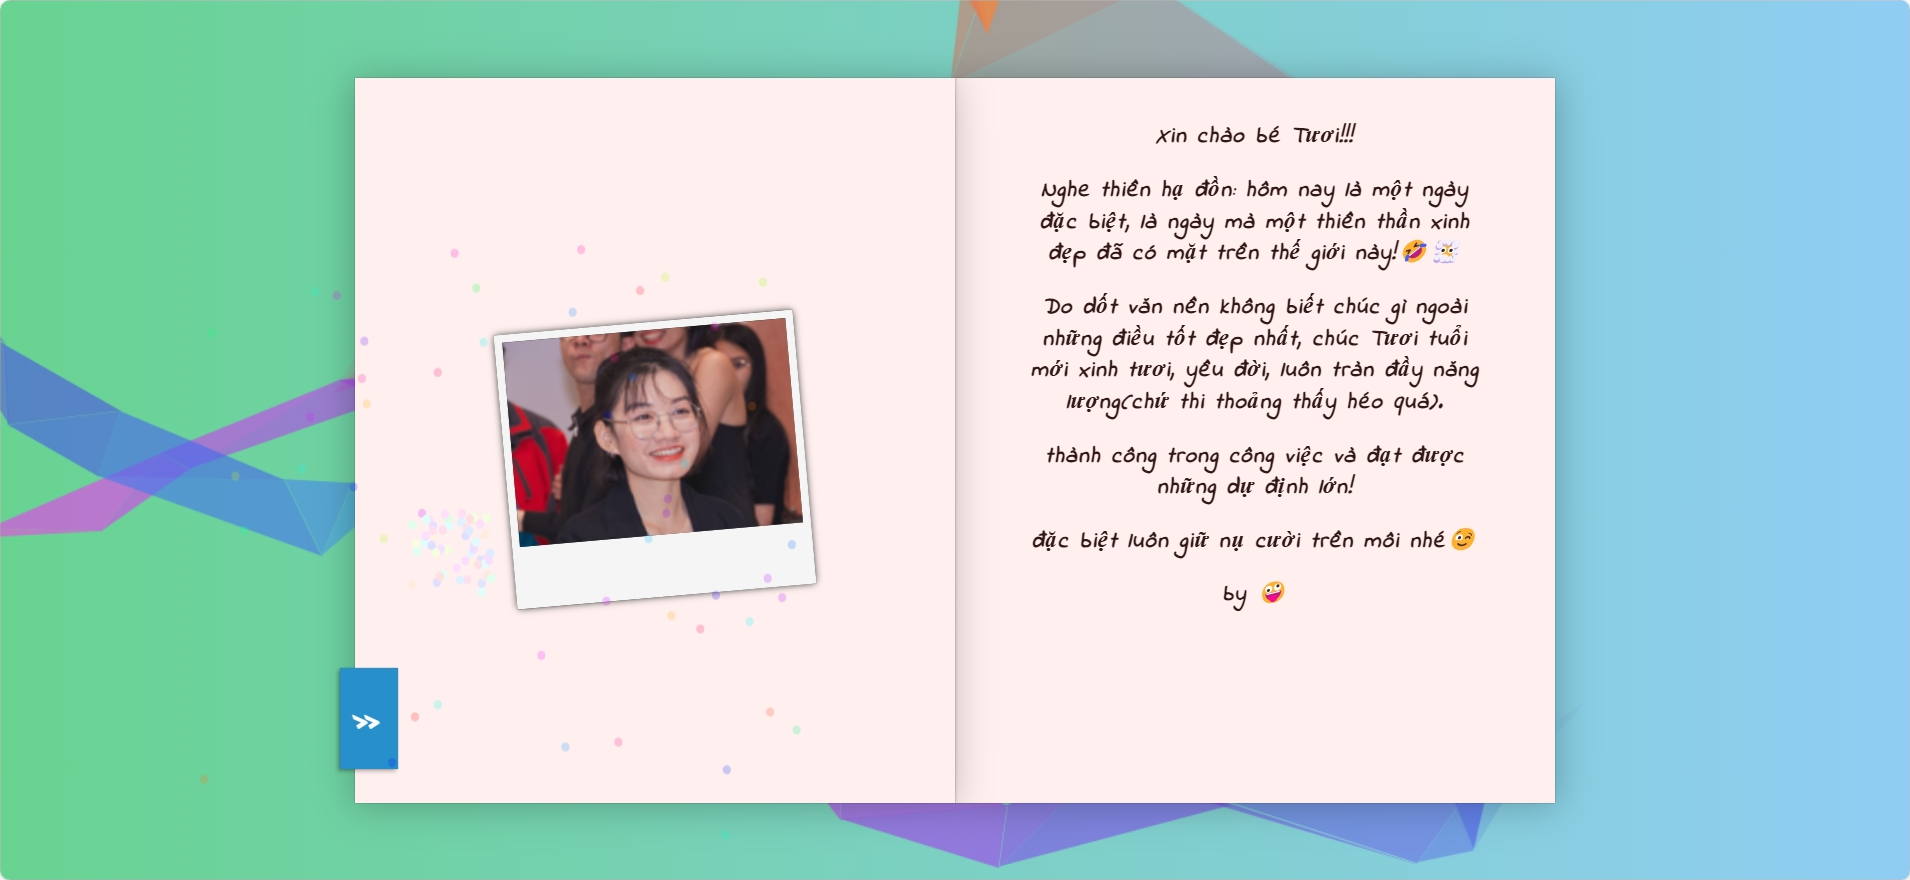 Xin chào bé Tươi!!!
Nghe thiên hạ đồn: hôm nay là một ngày
đặc biệt, là ngày mà một thiên thần xinh
đẹp đã có mặt trên thế giới này!🤣
Do dốt văn nên không biết chúc gì ngoài
những điều tốt đẹp nhất, chúc Tươi tuổi
mới xinh tươi, yêu đời, luôn tràn đầy năng
lượng(chứ thi thoảng thấy héo quá).
thành công trong công việc và đạt được
những dự định lớn!
đặc biệt luôn giữ nụ cười trên môi nhé😉
by 🤪